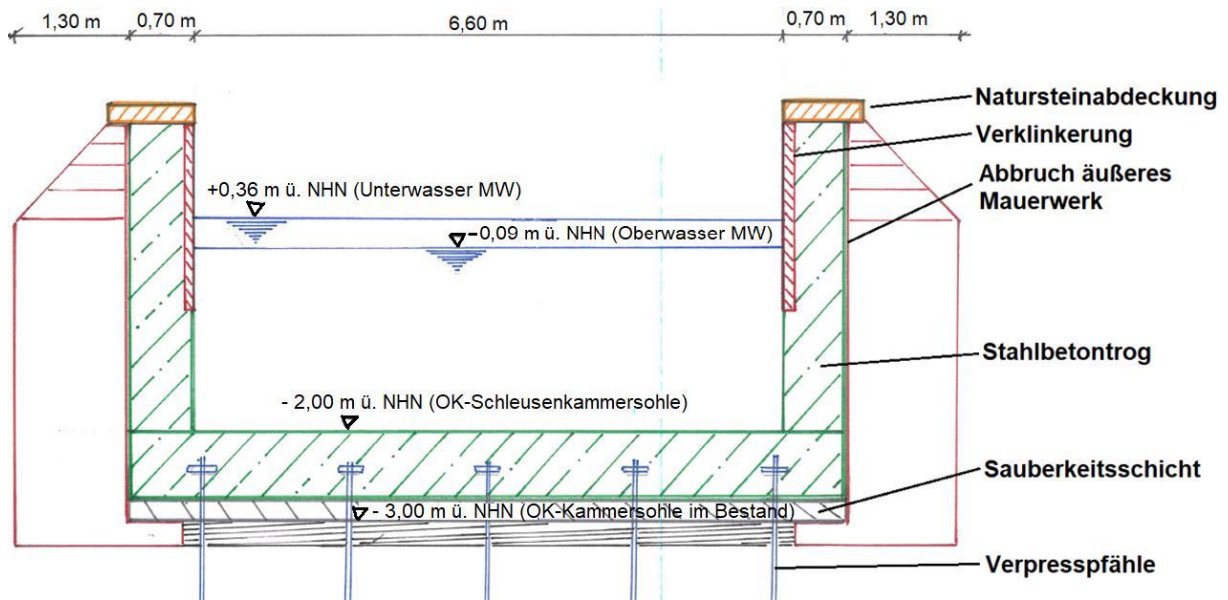 1,30 m
0,70 m
6,60 m
0,70 m
1,30 m
Natursteinabdeckung
Verklinkerung
Abbruch äußeres
Mauerwerk
+0,36 m ü. NHN (Unterwasser MW)
-0,09 m ü. NHN (Oberwasser MW)
Stahlbetontrog
- 2,00 m ü. NHN (OK-Schleusenkammersohle)
Sauberkeitsschicht
- 3,00 m ü. NHN (OK-Kammersohle im Bestand)
Verpresspfähle